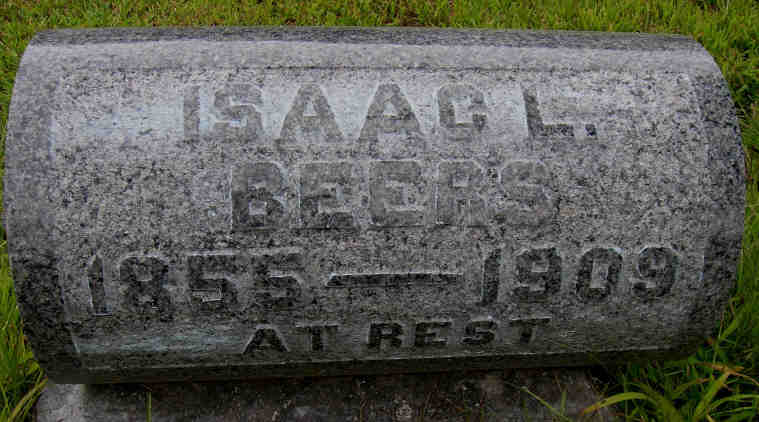 ISAAC L.
BEERS
1855 — 1909
AT REST